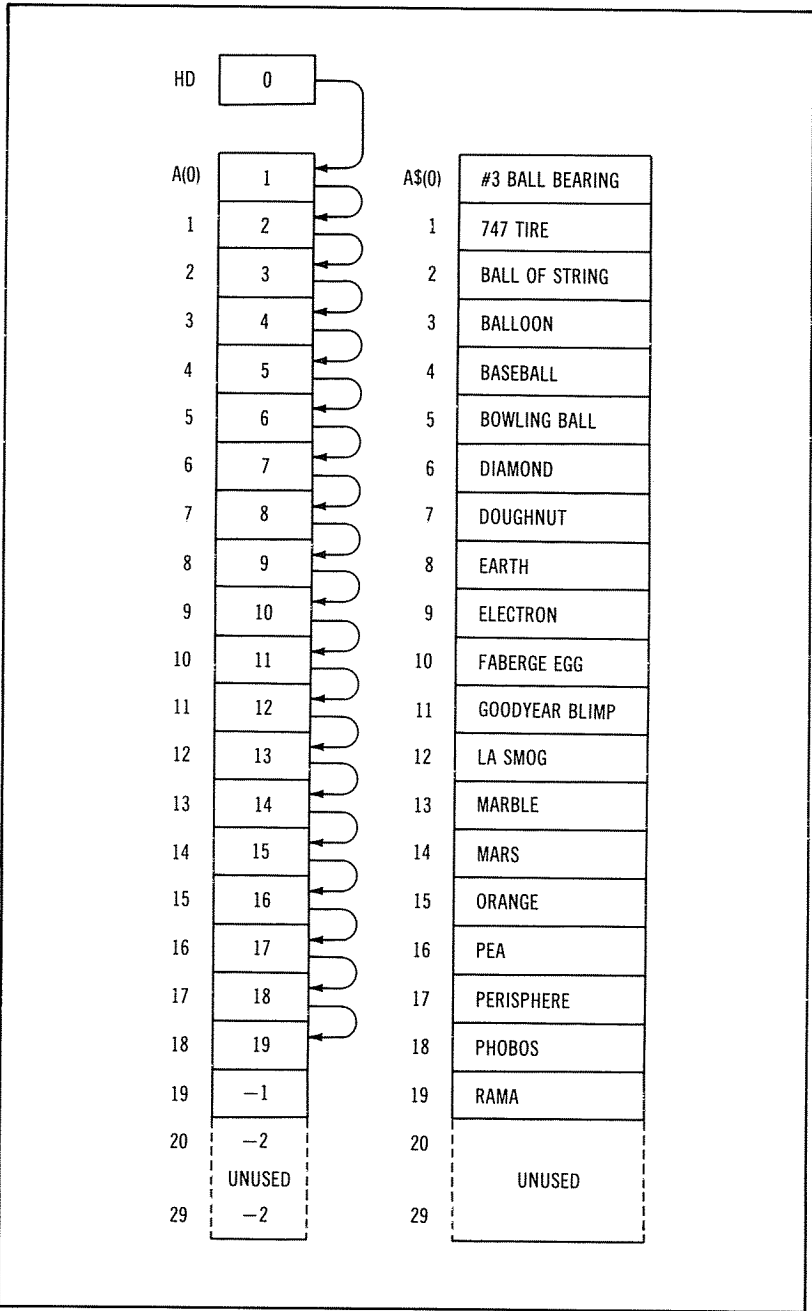 HD 0
A(0) 1 A$(0) #3 BALL BEARING
1 2 1 747 TIRE
2 3 2 BALL OF STRING
3 4 3 BALLOON
4 5 4 BASEBALL
5 6 5 BOWLING BALL
6 7 6 DIAMOND
7 8 7 DOUGHNUT
8 9 8 EARTH
9 10 9 ELECTRON
10 11 10 FABERGE EGG
11 12 11 GOODYEAR BLIMP
12 13 12 LA SMOG
13 14 13 MARBLE
14 15 14 MARS
15 16 15 ORANGE
16 17 16 PEA
17 18 17 PERISPHERE
18 19 18 PHOBOS
19 −1 19 RAMA
20 −2 20
UNUSED UNUSED
29 −2 29